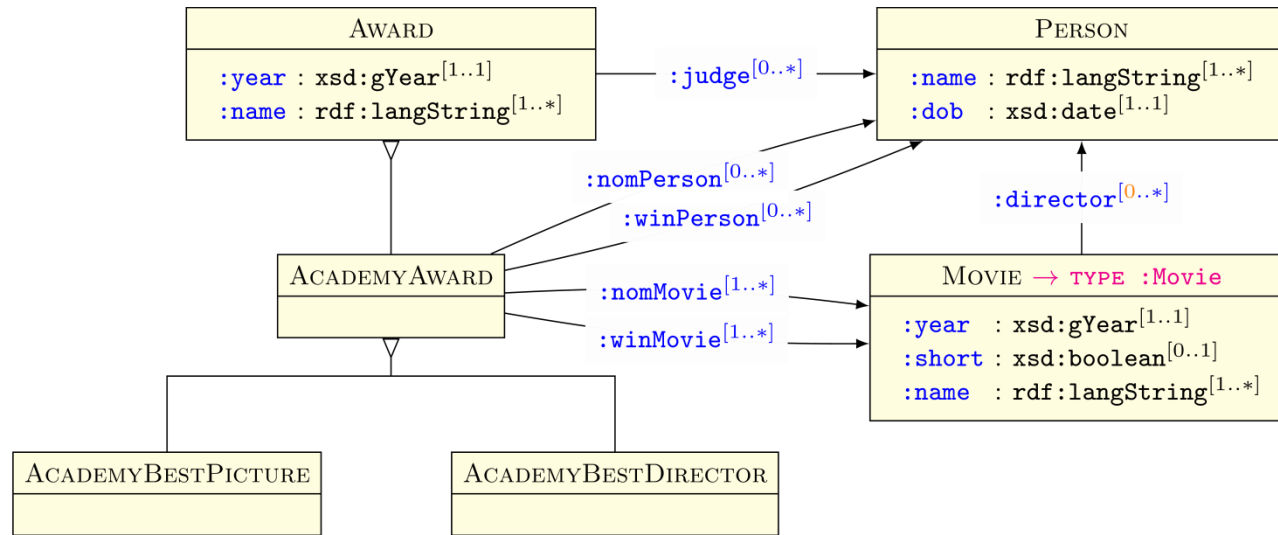 AWARD
:year : xsd:gYear[1..1]
:name : rdf:langString[1..*]
:judge[0..*]
PERSON
:name : rdf:langString[1..*]
:dob : xsd:date[1..1]
:nomPerson[0..*]
:winPerson[0..*]
:director[0..*]
ACADEMYAWARD
:nomMovie[1..*]
:winMovie[1..*]
MOVIE → TYPE :Movie
:year : xsd:gYear[1..1]
:short : xsd:boolean[0..1]
:name : rdf:langString[1..*]
ACADEMYBESTPICTURE
ACADEMYBESTDIRECTOR